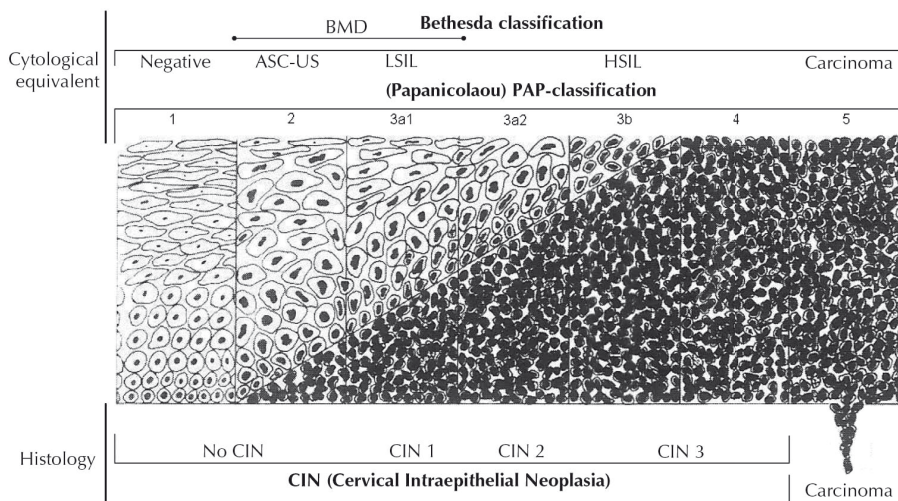 BMD Bethesda classification
Cytological equivalent
Negative ASC-US LSIL HSIL Carcinoma
(Papanicolaou) PAP-classification
1 2 3a1 3a2 3b 4 5
Histology
No CIN CIN 1 CIN 2 CIN 3
CIN (Cervical Intraepithelial Neoplasia)
Carcinoma